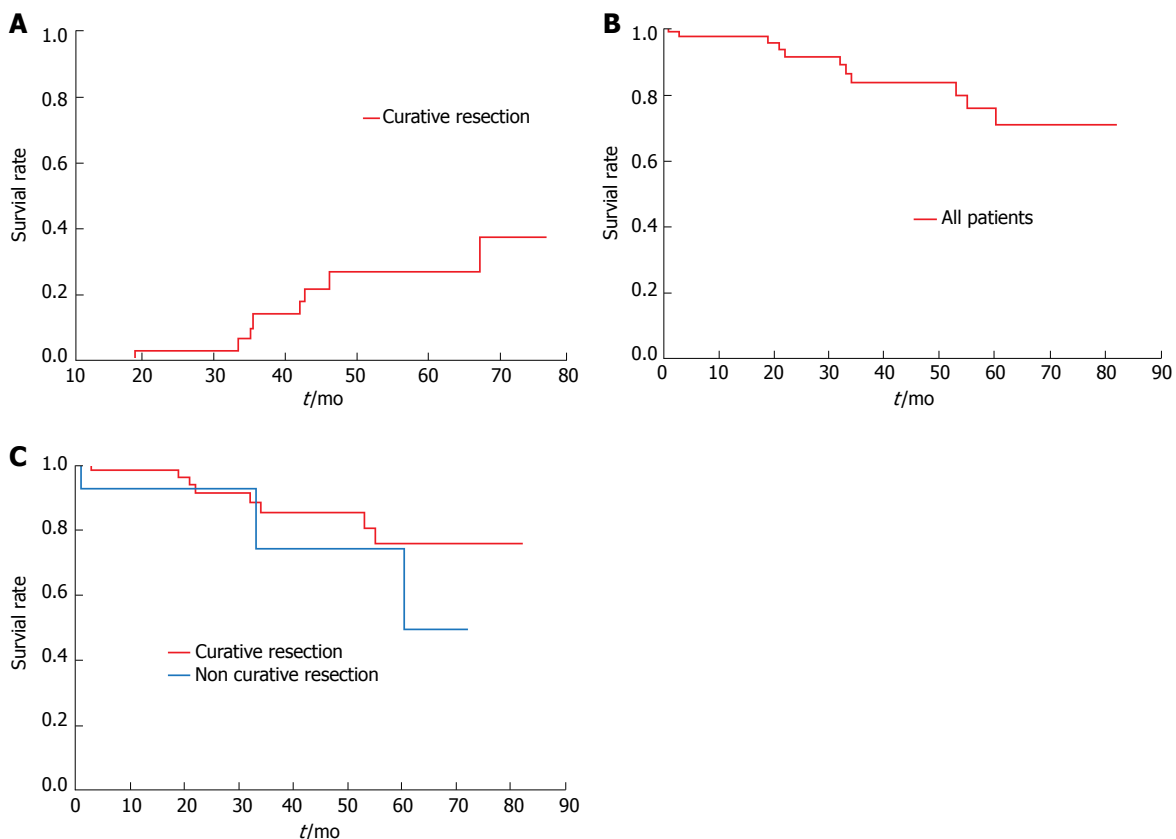 A
1.0
0.8
0.6
0.4
0.2
0.0
Survial rate
Curative resection
10 20 30 40 50 60 70 80
t/mo
B
1.0
0.8
0.6
0.4
0.2
0.0
Survial rate
All patients
0 10 20 30 40 50 60 70 80 90
t/mo
C
1.0
0.8
0.6
0.4
0.2
0.0
Survial rate
Curative resection
Non curative resection
0 10 20 30 40 50 60 70 80 90
t/mo